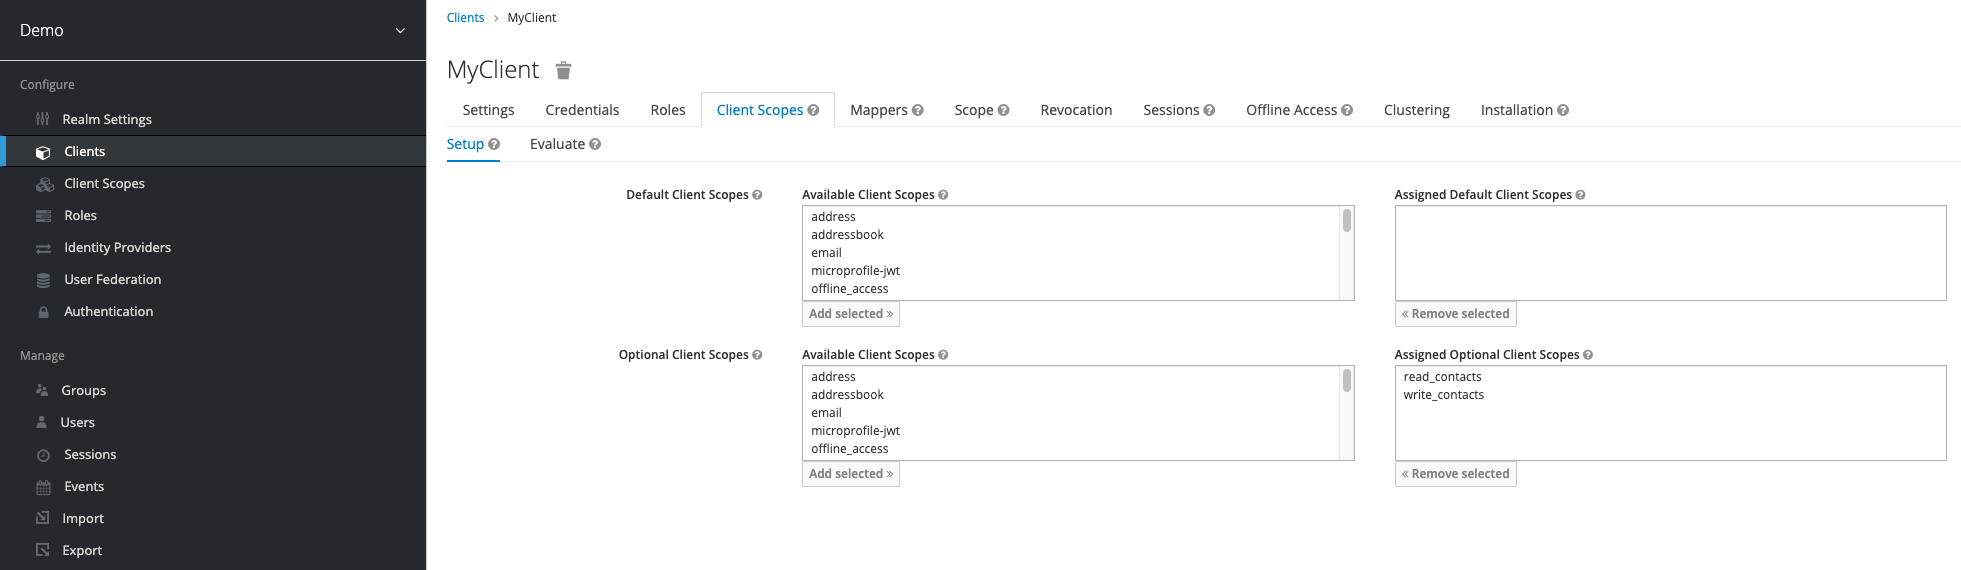 Demo
Configure
Realm Settings
Clients
Client Scopes
Roles
Identity Providers
User Federation
Authentication
Manage
Groups
Users
Sessions
Events
Import
Export
Clients > MyClient
MyClient
Settings Credentials Roles Client Scopes ? Mappers ? Scope ? Revocation Sessions ? Offline Access ? Clustering Installation ?
Setup ? Evaluate ?
Default Client Scopes ? Available Client Scopes ? Assigned Default Client Scopes ?
address
addressbook
email
microprofile-jwt
offline_access
Add selected » « Remove selected
Optional Client Scopes ? Available Client Scopes ? Assigned Optional Client Scopes ?
address
addressbook
email
microprofile-jwt
offline_access
read_contacts
write_contacts
Add selected » « Remove selected